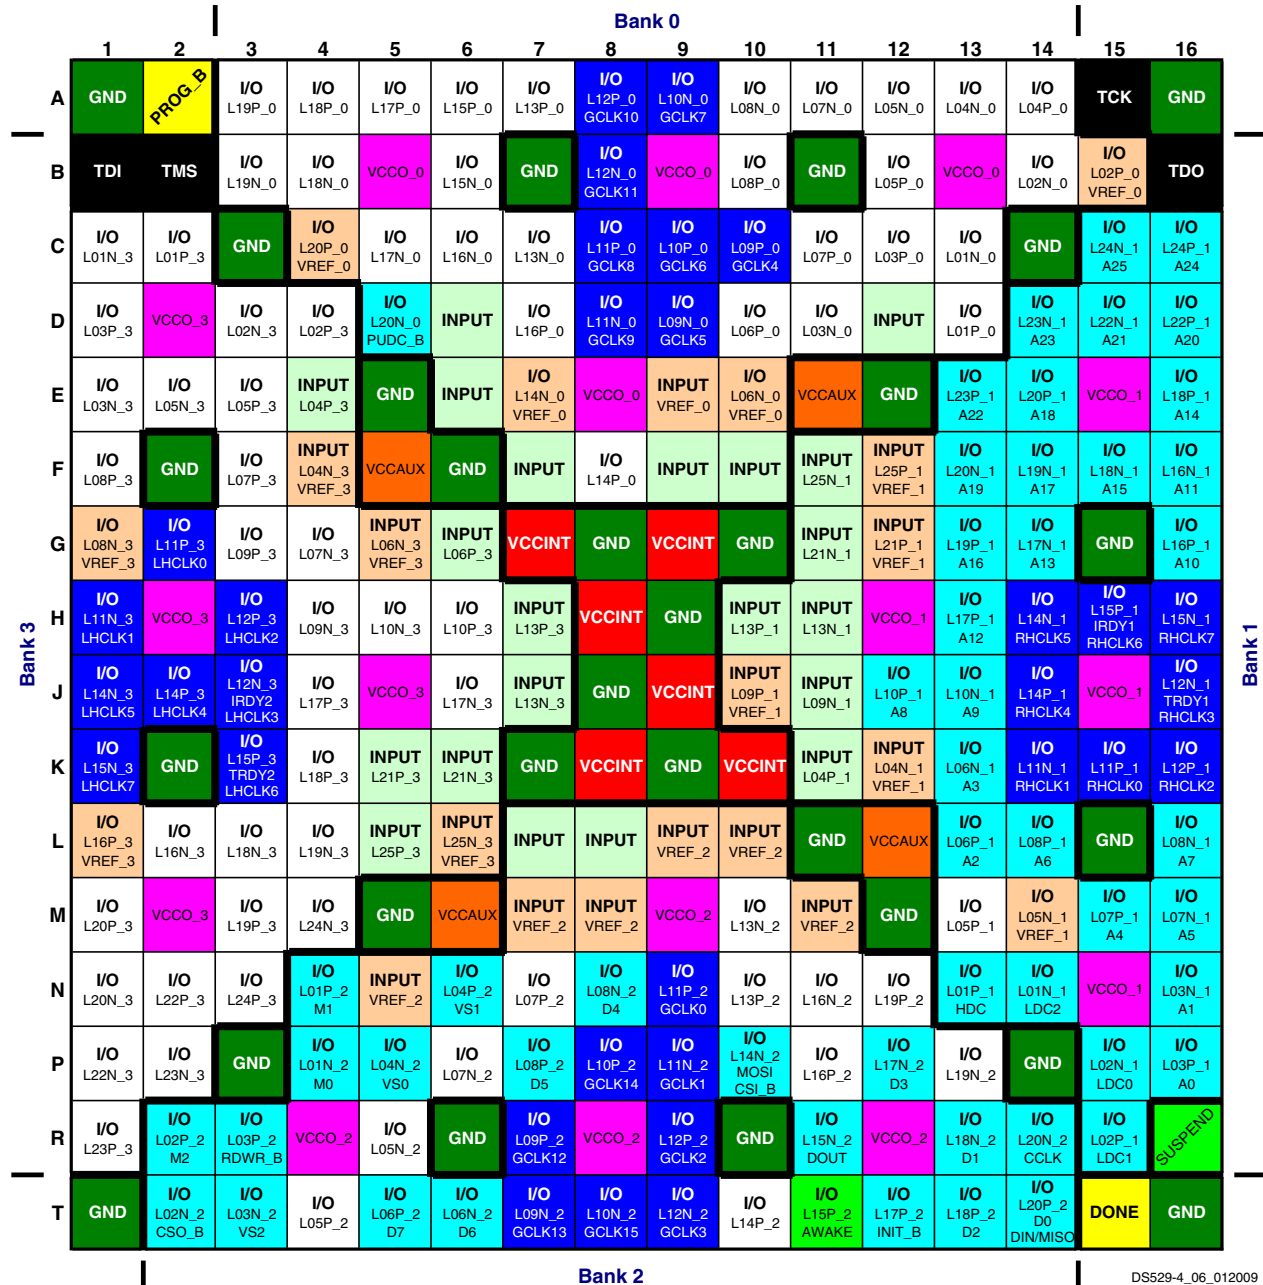 Bank 0
1 2 3 4 5 6 7 8 9 10 11 12 13 14 15 16
A
GND
PROG_B
I/O L19P_0
I/O L18P_0
I/O L17P_0
I/O L15P_0
I/O L13P_0
I/O L12P_0 GCLK10
I/O L10N_0 GCLK7
I/O L08N_0
I/O L07N_0
I/O L05N_0
I/O L04N_0
I/O L04P_0
TCK
GND
B
TDI
TMS
I/O L19N_0
I/O L18N_0
VCCO_0
I/O L15N_0
GND
I/O L12N_0 GCLK11
VCCO_0
I/O L08P_0
GND
I/O L05P_0
VCCO_0
I/O L02N_0
I/O L02P_0 VREF_0
TDO
C
I/O L01N_3
I/O L01P_3
GND
I/O L20P_0 VREF_0
I/O L17N_0
I/O L16N_0
I/O L13N_0
I/O L11P_0 GCLK8
I/O L10P_0 GCLK6
I/O L09P_0 GCLK4
I/O L07P_0
I/O L03P_0
I/O L01N_0
GND
I/O L24N_1 A25
I/O L24P_1 A24
D
I/O L03P_3
VCCO_3
I/O L02N_3
I/O L02P_3
I/O L20N_0 PUDC_B
INPUT
I/O L16P_0
I/O L11N_0 GCLK9
I/O L09N_0 GCLK5
I/O L06P_0
I/O L03N_0
INPUT
I/O L01P_0
I/O L23N_1 A23
I/O L22N_1 A21
I/O L22P_1 A20
E
I/O L03N_3
I/O L05N_3
I/O L05P_3
INPUT L04P_3
GND
INPUT
I/O L14N_0 VREF_0
VCCO_0
INPUT VREF_0
I/O L06N_0 VREF_0
VCCAUX
GND
I/O L23P_1 A22
I/O L20P_1 A18
VCCO_1
I/O L18P_1 A14
F
I/O L08P_3
GND
I/O L07P_3
INPUT L04N_3 VREF_3
VCCAUX
GND
INPUT
I/O L14P_0
INPUT
INPUT
INPUT L25N_1
INPUT L25P_1 VREF_1
I/O L20N_1 A19
I/O L19N_1 A17
I/O L18N_1 A15
I/O L16N_1 A11
G
I/O L08N_3 VREF_3
I/O L11P_3 LHCLK0
I/O L09P_3
I/O L07N_3
INPUT L06N_3 VREF_3
INPUT L06P_3
VCCINT
GND
VCCINT
GND
INPUT L21N_1
INPUT L21P_1 VREF_1
I/O L19P_1 A16
I/O L17N_1 A13
GND
I/O L16P_1 A10
Bank 3
H
I/O L11N_3 LHCLK1
VCCO_3
I/O L12P_3 LHCLK2
I/O L09N_3
I/O L10N_3
I/O L10P_3
INPUT L13P_3
VCCINT
GND
INPUT L13P_1
INPUT L13N_1
VCCO_1
I/O L17P_1 A12
I/O L14N_1 RHCLK5
I/O L15P_1 IRDY1 RHCLK6
I/O L15N_1 RHCLK7
Bank 1
J
I/O L14N_3 LHCLK5
I/O L14P_3 LHCLK4
I/O L12N_3 IRDY2 LHCLK3
I/O L17P_3
VCCO_3
I/O L17N_3
INPUT L13N_3
GND
VCCINT
INPUT L09P_1 VREF_1
INPUT L09N_1
I/O L10P_1 A8
I/O L10N_1 A9
I/O L14P_1 RHCLK4
VCCO_1
I/O L12N_1 TRDY1 RHCLK3
K
I/O L15N_3 LHCLK7
GND
I/O L15P_3 TRDY2 LHCLK6
I/O L18P_3
INPUT L21P_3
INPUT L21N_3
GND
VCCINT
GND
VCCINT
INPUT L04P_1
INPUT L04N_1 VREF_1
I/O L06N_1 A3
I/O L11N_1 RHCLK1
I/O L11P_1 RHCLK0
I/O L12P_1 RHCLK2
L
I/O L16P_3 VREF_3
I/O L16N_3
I/O L18N_3
I/O L19N_3
INPUT L25P_3
INPUT L25N_3 VREF_3
INPUT
INPUT
INPUT VREF_2
INPUT VREF_2
GND
VCCAUX
I/O L06P_1 A2
I/O L08P_1 A6
GND
I/O L08N_1 A7
M
I/O L20P_3
VCCO_3
I/O L19P_3
I/O L24N_3
GND
VCCAUX
INPUT VREF_2
INPUT VREF_2
VCCO_2
I/O L13N_2
INPUT VREF_2
GND
I/O L05P_1
I/O L05N_1 VREF_1
I/O L07P_1 A4
I/O L07N_1 A5
N
I/O L20N_3
I/O L22P_3
I/O L24P_3
I/O L01P_2 M1
INPUT VREF_2
I/O L04P_2 VS1
I/O L07P_2
I/O L08N_2 D4
I/O L11P_2 GCLK0
I/O L13P_2
I/O L16N_2
I/O L19P_2
I/O L01P_1 HDC
I/O L01N_1 LDC2
VCCO_1
I/O L03N_1 A1
P
I/O L22N_3
I/O L23N_3
GND
I/O L01N_2 M0
I/O L04N_2 VS0
I/O L07N_2
I/O L08P_2 D5
I/O L10P_2 GCLK14
I/O L11N_2 GCLK1
I/O L14N_2 MOSI CSI_B
I/O L16P_2
I/O L17N_2 D3
I/O L19N_2
GND
I/O L02N_1 LDC0
I/O L03P_1 A0
R
I/O L23P_3
I/O L02P_2 M2
I/O L03P_2 RDWR_B
VCCO_2
I/O L05N_2
GND
I/O L09P_2 GCLK12
VCCO_2
I/O L12P_2 GCLK2
GND
I/O L15N_2 DOUT
VCCO_2
I/O L18N_2 D1
I/O L20N_2 CCLK
I/O L02P_1 LDC1
SUSPEND
T
GND
I/O L02N_2 CSO_B
I/O L03N_2 VS2
I/O L05P_2
I/O L06P_2 D7
I/O L06N_2 D6
I/O L09N_2 GCLK13
I/O L10N_2 GCLK15
I/O L12N_2 GCLK3
I/O L14P_2
I/O L15P_2 AWAKE
I/O L17P_2 INIT_B
I/O L18P_2 D2
I/O L20P_2 D0 DIN/MISO
DONE
GND
Bank 2
DS529-4_06_012009